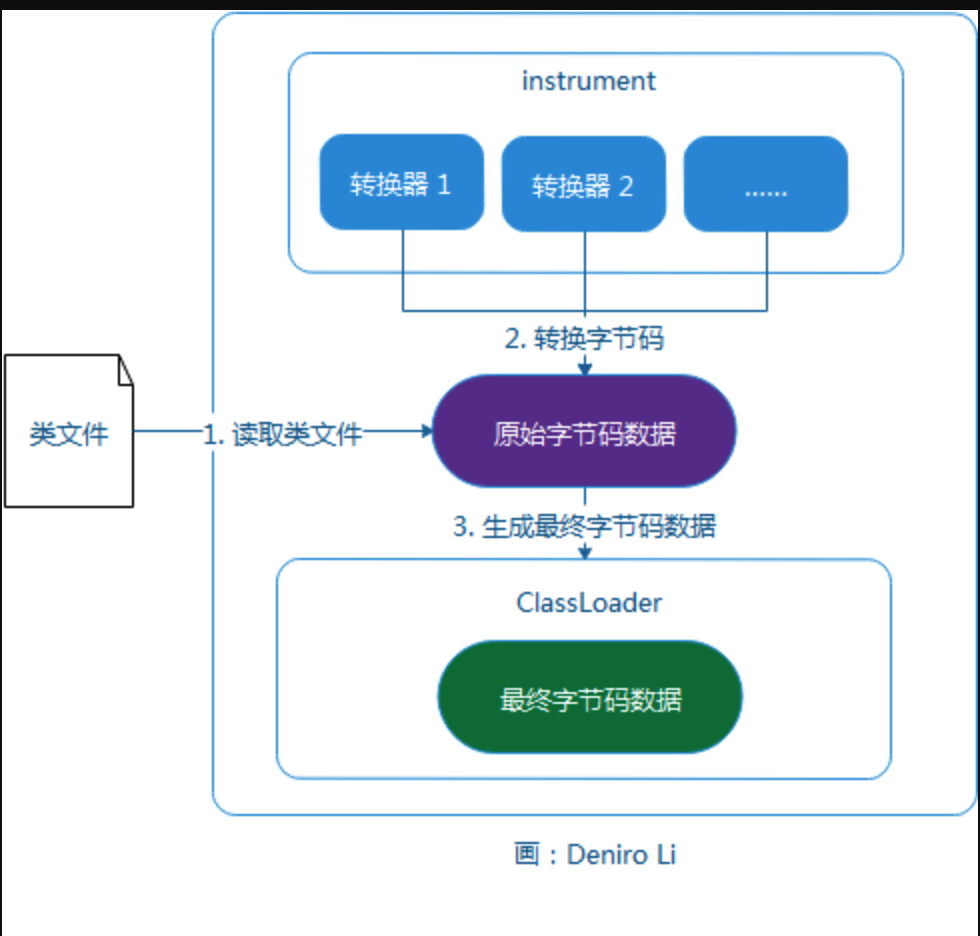 instrument
转换器 1
转换器 2
......
2. 转换字节码
类文件
1. 读取类文件
原始字节码数据
3. 生成最终字节码数据
ClassLoader
最终字节码数据
画：Deniro Li